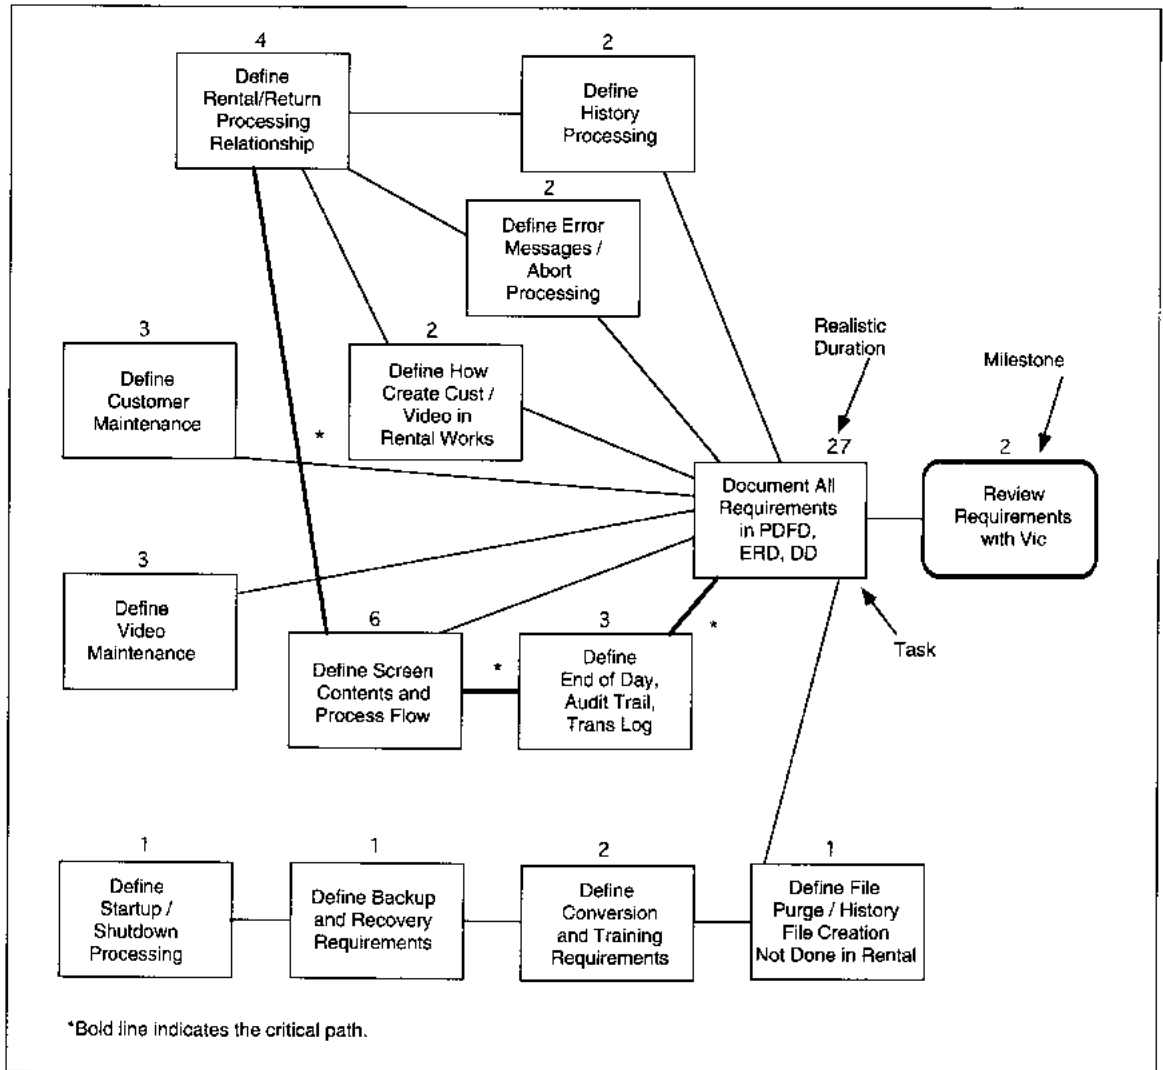 4
Define
Rental/Return
Processing
Relationship
2
Define
History
Processing
2
Define Error
Messages /
Abort
Processing
3
Define
Customer
Maintenance
2
Define How
Create Cust /
Video in
Rental Works
*
Realistic
Duration
Milestone
27
Document All
Requirements
in PDFD,
ERD, DD
2
Review
Requirements
with Vic
3
Define
Video
Maintenance
6
Define Screen
Contents and
Process Flow
*
3
Define
End of Day,
Audit Trail,
Trans Log
*
Task
1
Define
Startup /
Shutdown
Processing
1
Define Backup
and Recovery
Requirements
2
Define
Conversion
and Training
Requirements
1
Define File
Purge / History
File Creation
Not Done in Rental
*Bold line indicates the critical path.